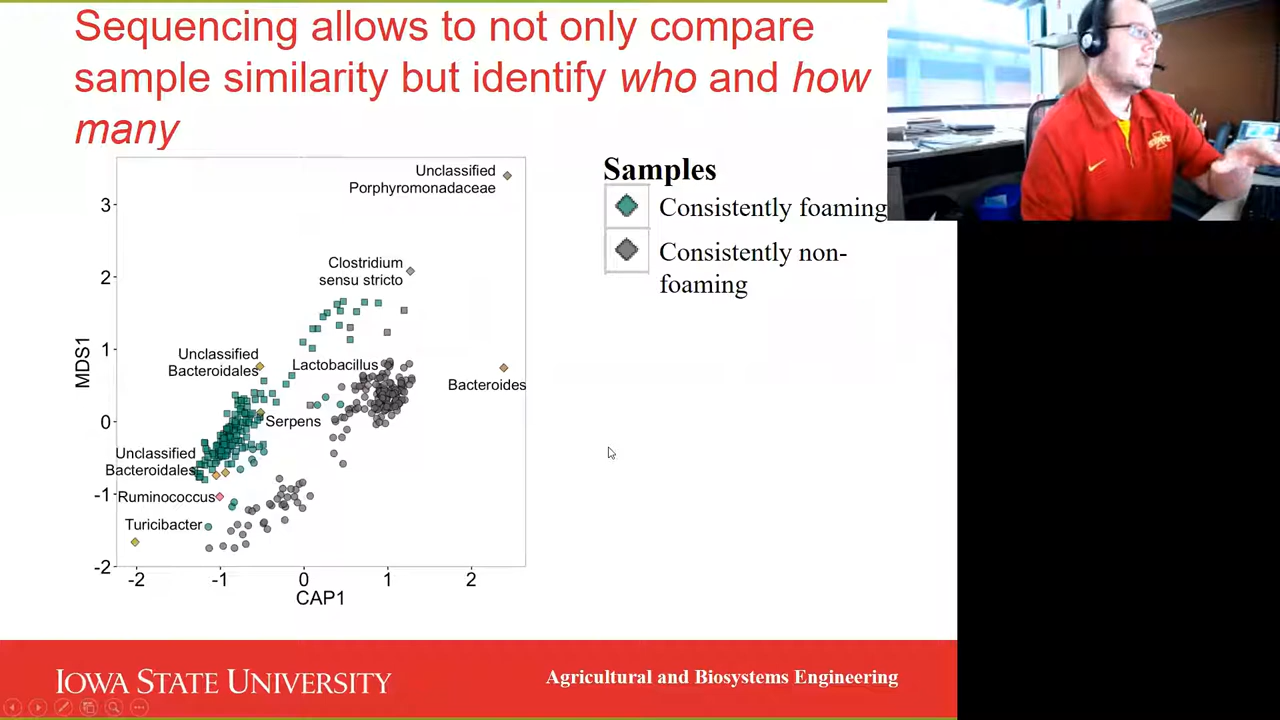 Sequencing allows to not only compare
sample similarity but identify who and how
many
Unclassified
Porphyromonadaceae
Samples
Consistently foaming
Consistently non-
foaming
3
Clostridium
sensu stricto
2
1
Unclassified
Bacteroidales
Lactobacillus
Bacteroides
MDS1
0
Serpens
Unclassified
Bacteroidales
-1
Ruminococcus
Turicibacter
-2
-2 -1 0 1 2
CAP1
IOWA STATE UNIVERSITY
Agricultural and Biosystems Engineering